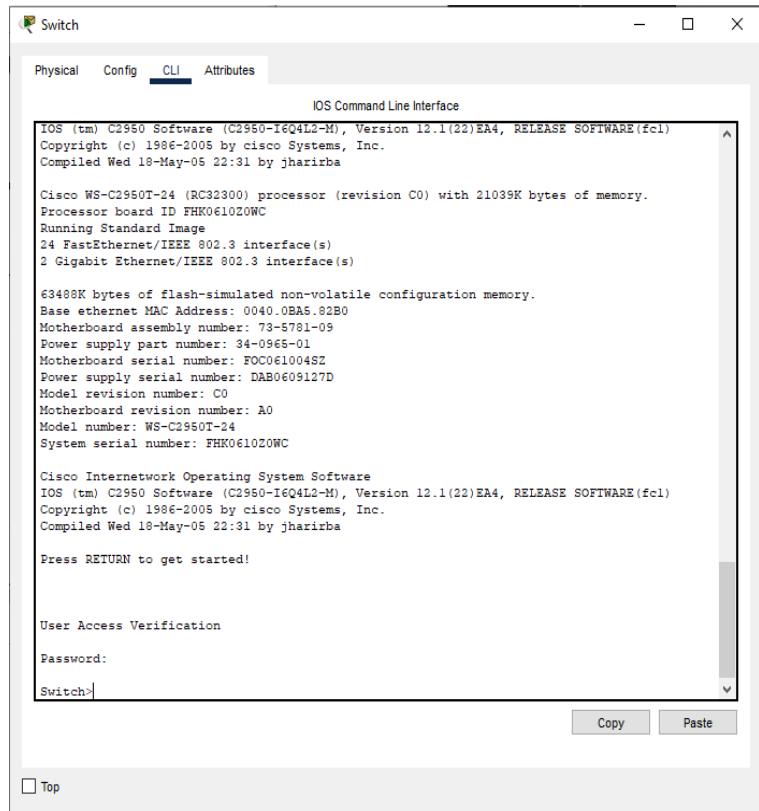 Switch
Physical Config CLI Attributes
IOS Command Line Interface
IOS (tm) C2950 Software (C2950-I6Q4L2-M), Version 12.1(22)EA4, RELEASE SOFTWARE(fc1)
Copyright (c) 1986-2005 by cisco Systems, Inc.
Compiled Wed 18-May-05 22:31 by jharirba
Cisco WS-C2950T-24 (RC32300) processor (revision C0) with 21039K bytes of memory.
Processor board ID FHK0610Z0WC
Running Standard Image
24 FastEthernet/IEEE 802.3 interface(s)
2 Gigabit Ethernet/IEEE 802.3 interface(s)
63488K bytes of flash-simulated non-volatile configuration memory.
Base ethernet MAC Address: 0040.0BA5.82B0
Motherboard assembly number: 73-5781-09
Power supply part number: 34-0965-01
Motherboard serial number: FOC061004SZ
Power supply serial number: DAB0609127D
Model revision number: C0
Motherboard revision number: A0
Model number: WS-C2950T-24
System serial number: FHK0610Z0WC
Cisco Internetwork Operating System Software
IOS (tm) C2950 Software (C2950-I6Q4L2-M), Version 12.1(22)EA4, RELEASE SOFTWARE(fc1)
Copyright (c) 1986-2005 by cisco Systems, Inc.
Compiled Wed 18-May-05 22:31 by jharirba
Press RETURN to get started!
User Access Verification
Password:
Switch>
Copy Paste
Top